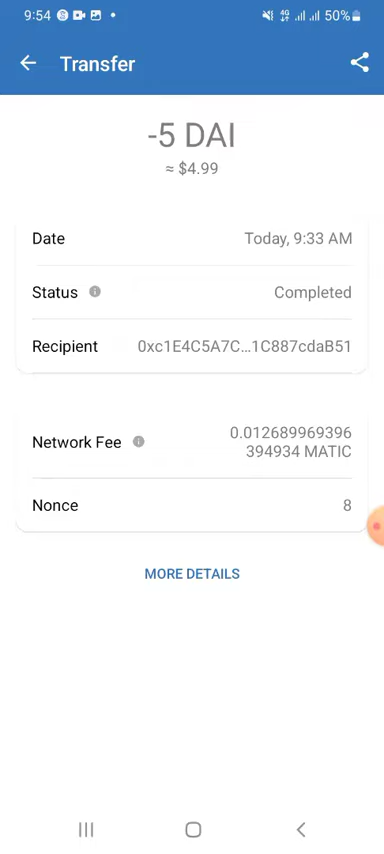 9:54 50%
Transfer
-5 DAI
≈ $4.99
Date Today, 9:33 AM
Status Completed
Recipient 0xc1E4C5A7C...1C887cdaB51
Network Fee 0.012689969396
394934 MATIC
Nonce 8
MORE DETAILS